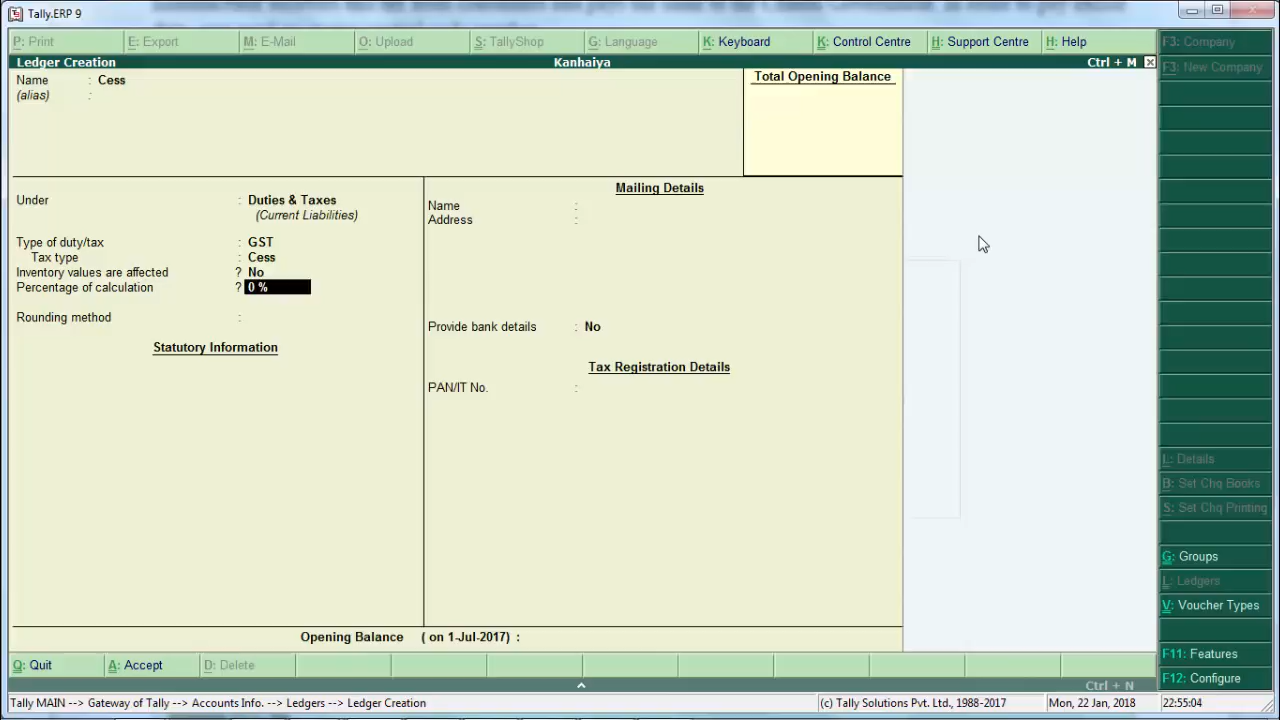 Tally.ERP 9
P: Print
E: Export
M: E-Mail
O: Upload
S: TallyShop
G: Language
K: Keyboard
K: Control Centre
H: Support Centre
H: Help
F3: Company
F3: New Company
Ledger Creation
Kanhaiya
Ctrl + M
Name : Cess
(alias) :
Total Opening Balance
Under : Duties & Taxes
(Current Liabilities)
Type of duty/tax : GST
Tax type : Cess
Inventory values are affected ? No
Percentage of calculation ? 0 %
Rounding method :
Statutory Information
Mailing Details
Name :
Address :
Provide bank details : No
Tax Registration Details
PAN/IT No. :
L: Details
B: Set Chq Books
S: Set Chq Printing
G: Groups
L: Ledgers
V: Voucher Types
F11: Features
F12: Configure
Opening Balance ( on 1-Jul-2017) :
Q: Quit
A: Accept
D: Delete
Ctrl + N
Tally MAIN --> Gateway of Tally --> Accounts Info. --> Ledgers --> Ledger Creation
(c) Tally Solutions Pvt. Ltd., 1988-2017
Mon, 22 Jan, 2018
22:55:04